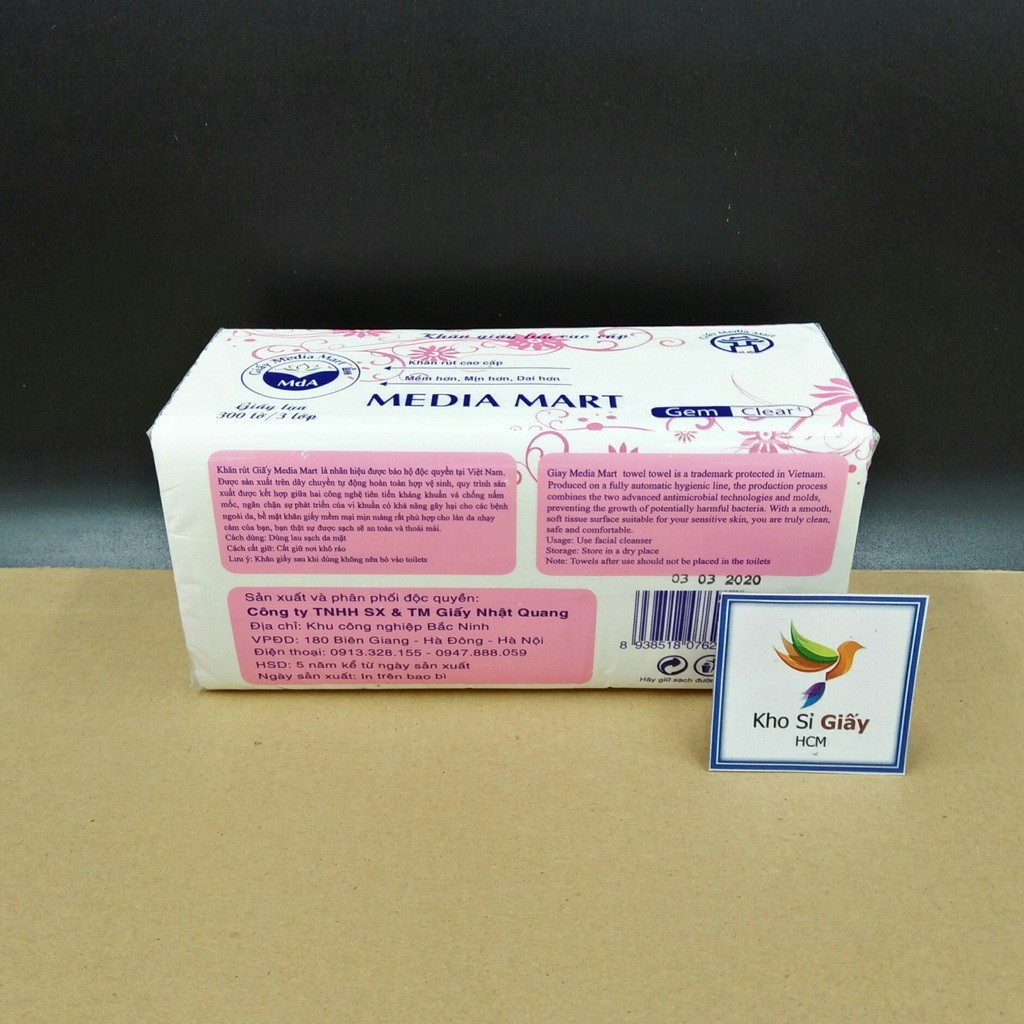 Khăn giấy lụa cao cấp
Giấy Media Mart
MdA
Khăn rút cao cấp
Mềm hơn, Mịn hơn, Dai hơn
MEDIA MART
Giấy lụa
300 tờ/3 lớp
Giấy Media Mart
Gem Clear
Khăn rút Giấy Media Mart là nhãn hiệu được bảo hộ độc quyền tại Việt Nam.
Được sản xuất trên dây chuyền tự động hoàn toàn hợp vệ sinh, quy trình sản
xuất được kết hợp giữa hai công nghệ tiên tiến kháng khuẩn và chống nấm
mốc, ngăn chặn sự phát triển của vi khuẩn có khả năng gây hại cho các bệnh
ngoài da, bề mặt khăn giấy mềm mại mịn màng rất phù hợp cho làn da nhạy
cảm của bạn, bạn thật sự được sạch sẽ an toàn và thoải mái.
Cách dùng: Dùng lau sạch da mặt
Cách cất giữ: Cất giữ nơi khô ráo
Lưu ý: Khăn giấy sau khi dùng không nên bỏ vào toilets
Giay Media Mart towel towel is a trademark protected in Vietnam.
Produced on a fully automatic hygienic line, the production process
combines the two advanced antimicrobial technologies and molds,
preventing the growth of potentially harmful bacteria. With a smooth,
soft tissue surface suitable for your sensitive skin, you are truly clean,
safe and comfortable.
Usage: Use facial cleanser
Storage: Store in a dry place
Note: Towels after use should not be placed in the toilets
03 03 2020
Sản xuất và phân phối độc quyền:
Công ty TNHH SX & TM Giấy Nhật Quang
Địa chỉ: Khu công nghiệp Bắc Ninh
VPĐD: 180 Biên Giang - Hà Đông - Hà Nội
Điện thoại: 0913.328.155 - 0947.888.059
HSD: 5 năm kể từ ngày sản xuất
Ngày sản xuất: In trên bao bì
8 938518 0762
Hãy giữ sạch
Kho Sỉ Giấy
HCM